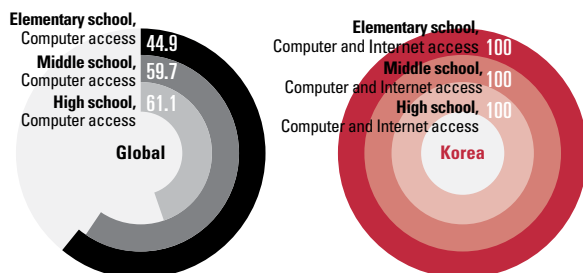 Elementary school,
Computer access
44.9
Middle school,
Computer access
59.7
High school,
Computer access
61.1
Global
Elementary school,
Computer and Internet access
100
Middle school,
Computer and Internet access
100
High school,
Computer and Internet access
100
Korea